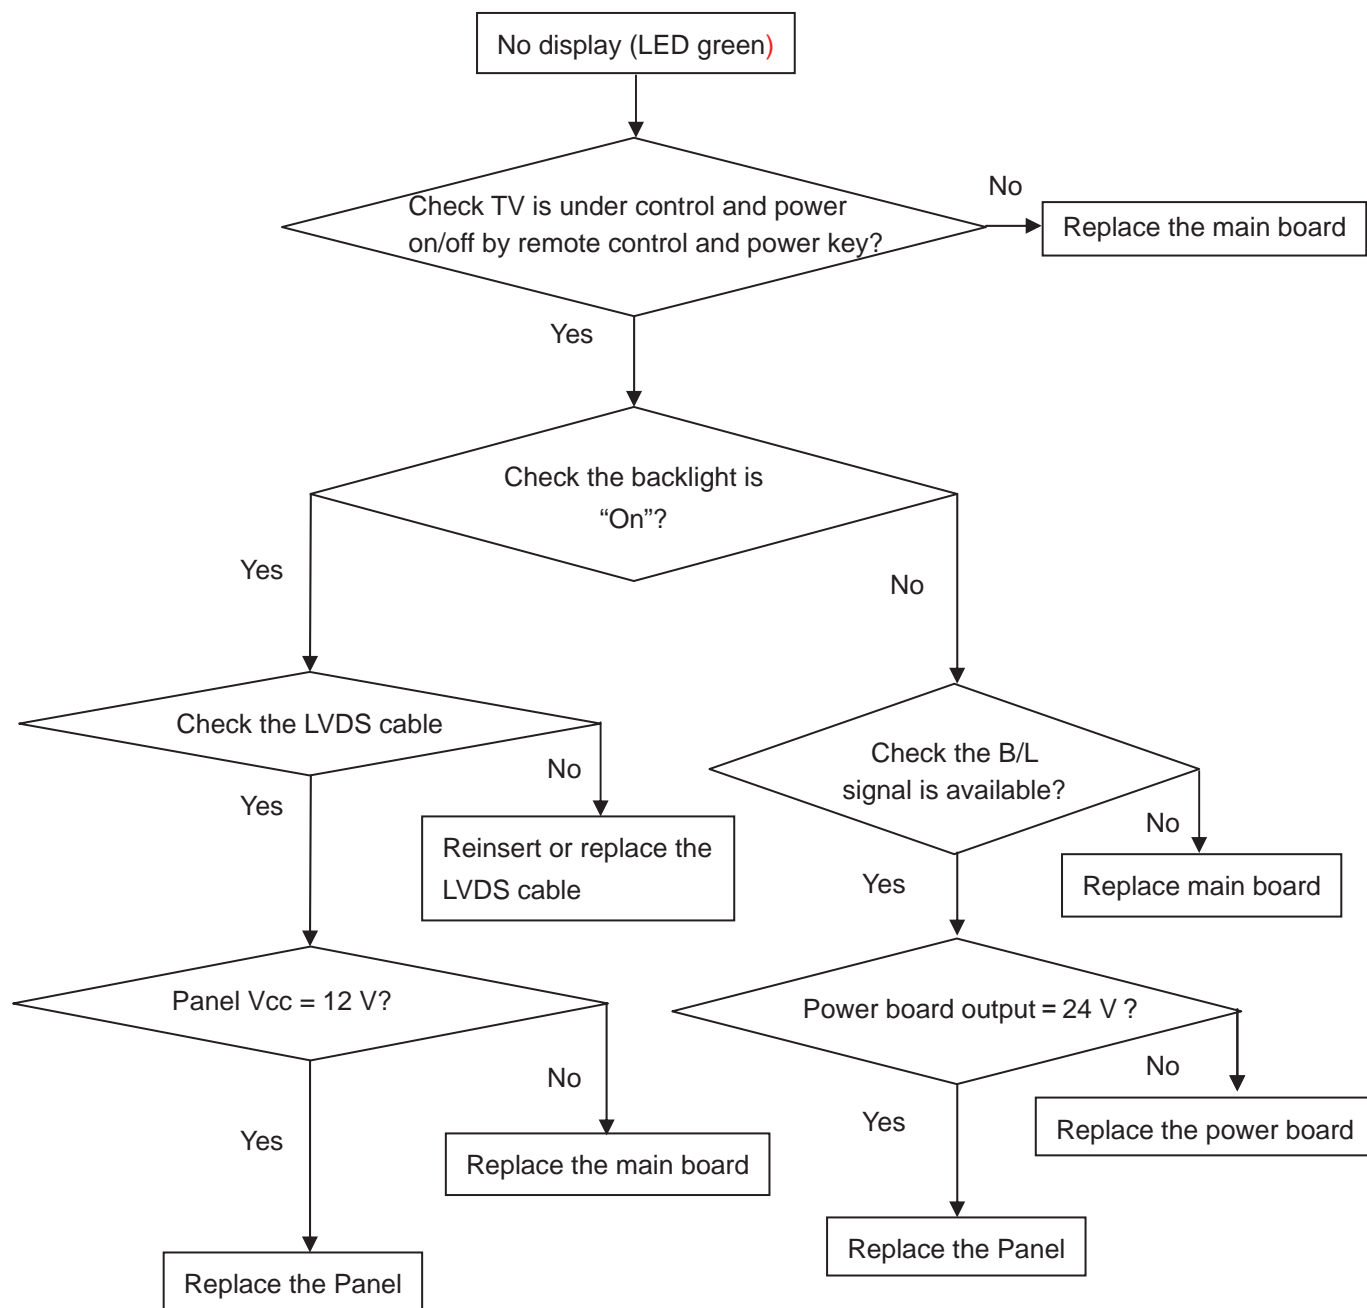 No display (LED green)
Check TV is under control and power
on/off by remote control and power key?
No
Replace the main board
Yes
Check the backlight is
“On”?
Yes
No
Check the LVDS cable
No
Yes
Reinsert or replace the
LVDS cable
Check the B/L
signal is available?
No
Yes
Replace main board
Panel Vcc = 12 V?
No
Yes
Replace the main board
Replace the Panel
Power board output = 24 V ?
No
Yes
Replace the power board
Replace the Panel